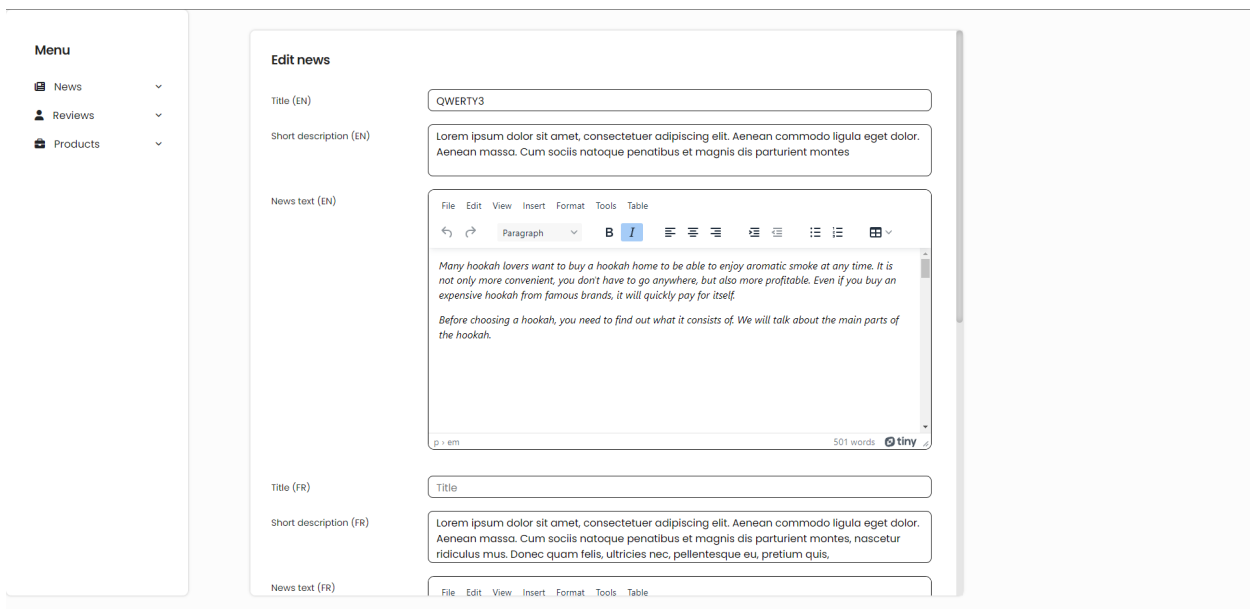 Menu
News
Reviews
Products
Edit news
Title (EN)
QWERTY3
Short description (EN)
Lorem ipsum dolor sit amet, consectetuer adipiscing elit. Aenean commodo ligula eget dolor.
Aenean massa. Cum sociis natoque penatibus et magnis dis parturient montes
News text (EN)
File Edit View Insert Format Tools Table
Paragraph B I
Many hookah lovers want to buy a hookah home to be able to enjoy aromatic smoke at any time. It is
not only more convenient, you don't have to go anywhere, but also more profitable. Even if you buy an
expensive hookah from famous brands, it will quickly pay for itself.
Before choosing a hookah, you need to find out what it consists of. We will talk about the main parts of
the hookah.
p › em 501 words tiny
Title (FR)
Title
Short description (FR)
Lorem ipsum dolor sit amet, consectetuer adipiscing elit. Aenean commodo ligula eget dolor.
Aenean massa. Cum sociis natoque penatibus et magnis dis parturient montes, nascetur
ridiculus mus. Donec quam felis, ultricies nec, pellentesque eu, pretium quis,
News text (FR)
File Edit View Insert Format Tools Table